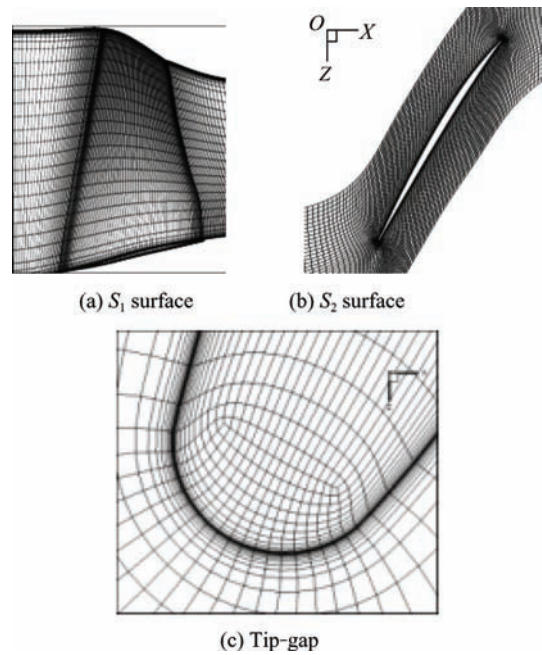 O X
Z
(a) S₁ surface
(b) S₂ surface
(c) Tip-gap